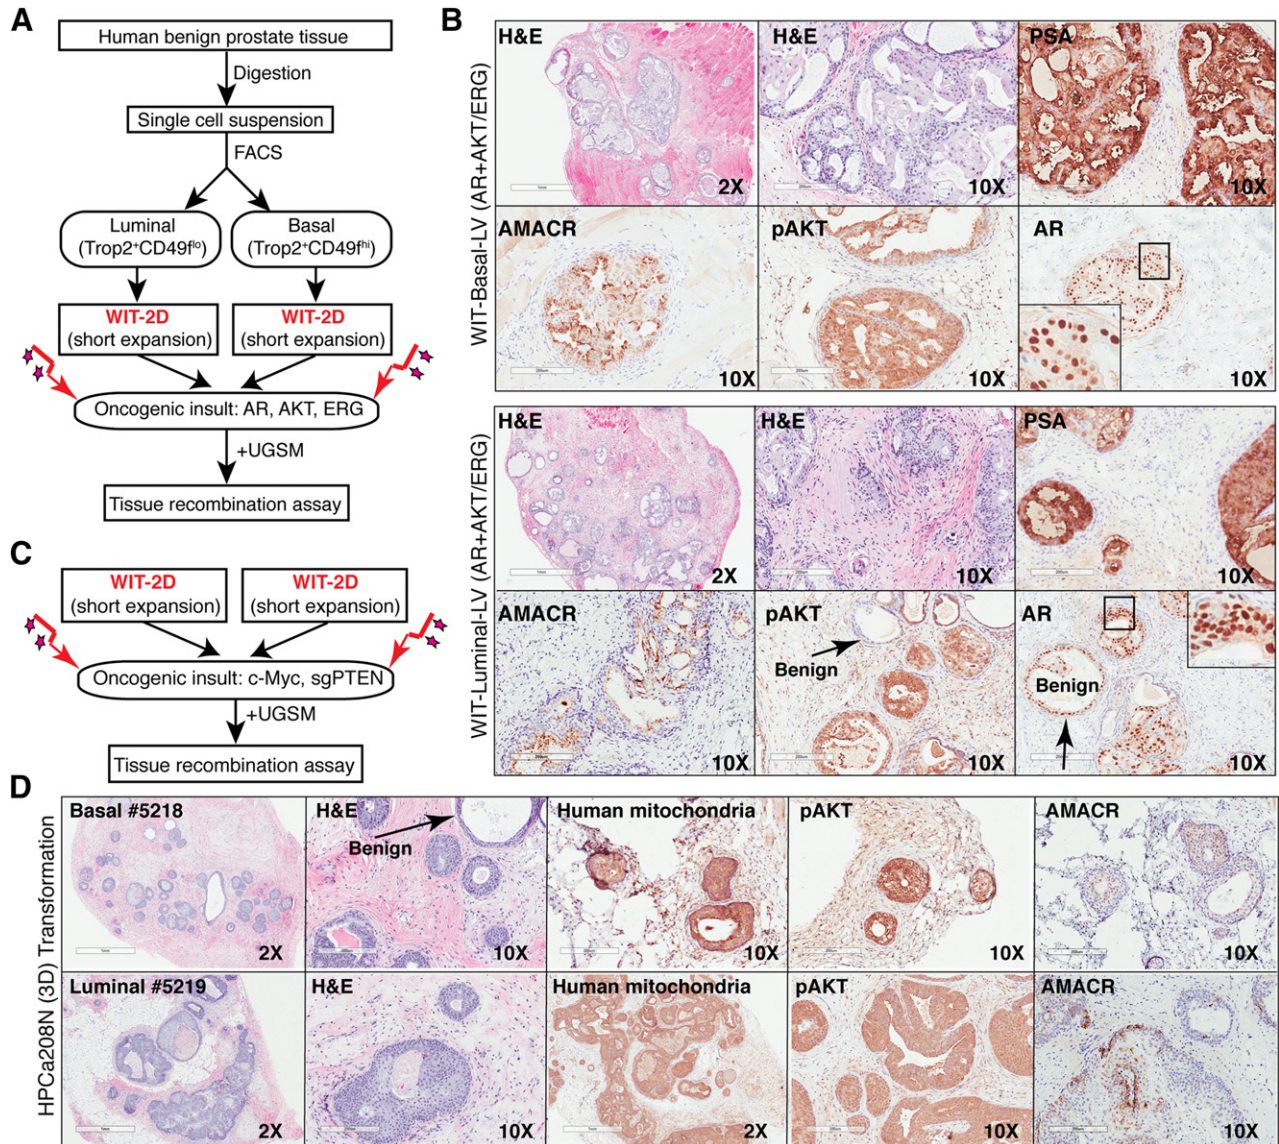 A
Human benign prostate tissue
Digestion
Single cell suspension
FACS
Luminal
(Trop2⁺CD49fˡᵒ)
Basal
(Trop2⁺CD49fʰⁱ)
WIT-2D
(short expansion)
WIT-2D
(short expansion)
Oncogenic insult: AR, AKT, ERG
+UGSM
Tissue recombination assay
B
WIT-Basal-LV (AR+AKT/ERG)
H&E
2X
H&E
10X
PSA
10X
AMACR
10X
pAKT
10X
AR
10X
WIT-Luminal-LV (AR+AKT/ERG)
H&E
2X
H&E
10X
PSA
10X
AMACR
10X
pAKT
Benign
10X
AR
Benign
10X
C
WIT-2D
(short expansion)
WIT-2D
(short expansion)
Oncogenic insult: c-Myc, sgPTEN
+UGSM
Tissue recombination assay
D
HPCa208N (3D) Transformation
Basal #5218
2X
H&E
Benign
10X
Human mitochondria
10X
pAKT
10X
AMACR
10X
Luminal #5219
2X
H&E
10X
Human mitochondria
2X
pAKT
10X
AMACR
10X